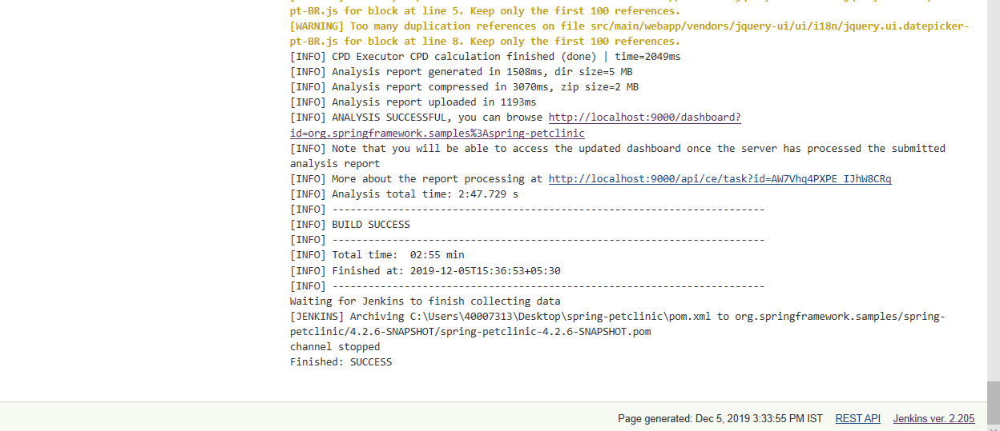 pt-BR.js for block at line 5. Keep only the first 100 references.
[WARNING] Too many duplication references on file src/main/webapp/vendors/jquery-ui/ui/i18n/jquery.ui.datepicker-
pt-BR.js for block at line 8. Keep only the first 100 references.
[INFO] CPD Executor CPD calculation finished (done) | time=2049ms
[INFO] Analysis report generated in 1508ms, dir size=5 MB
[INFO] Analysis report compressed in 3070ms, zip size=2 MB
[INFO] Analysis report uploaded in 1193ms
[INFO] ANALYSIS SUCCESSFUL, you can browse http://localhost:9000/dashboard?
id=org.springframework.samples%3Aspring-petclinic
[INFO] Note that you will be able to access the updated dashboard once the server has processed the submitted
analysis report
[INFO] More about the report processing at http://localhost:9000/api/ce/task?id=AW7Vhq4PXPE_IJhW8CRq
[INFO] Analysis total time: 2:47.729 s
[INFO] ------------------------------------------------------------------------
[INFO] BUILD SUCCESS
[INFO] ------------------------------------------------------------------------
[INFO] Total time:  02:55 min
[INFO] Finished at: 2019-12-05T15:36:53+05:30
[INFO] ------------------------------------------------------------------------
Waiting for Jenkins to finish collecting data
[JENKINS] Archiving C:\Users\40007313\Desktop\spring-petclinic\pom.xml to org.springframework.samples/spring-
petclinic/4.2.6-SNAPSHOT/spring-petclinic-4.2.6-SNAPSHOT.pom
channel stopped
Finished: SUCCESS
Page generated: Dec 5, 2019 3:33:55 PM IST REST API Jenkins ver. 2.205